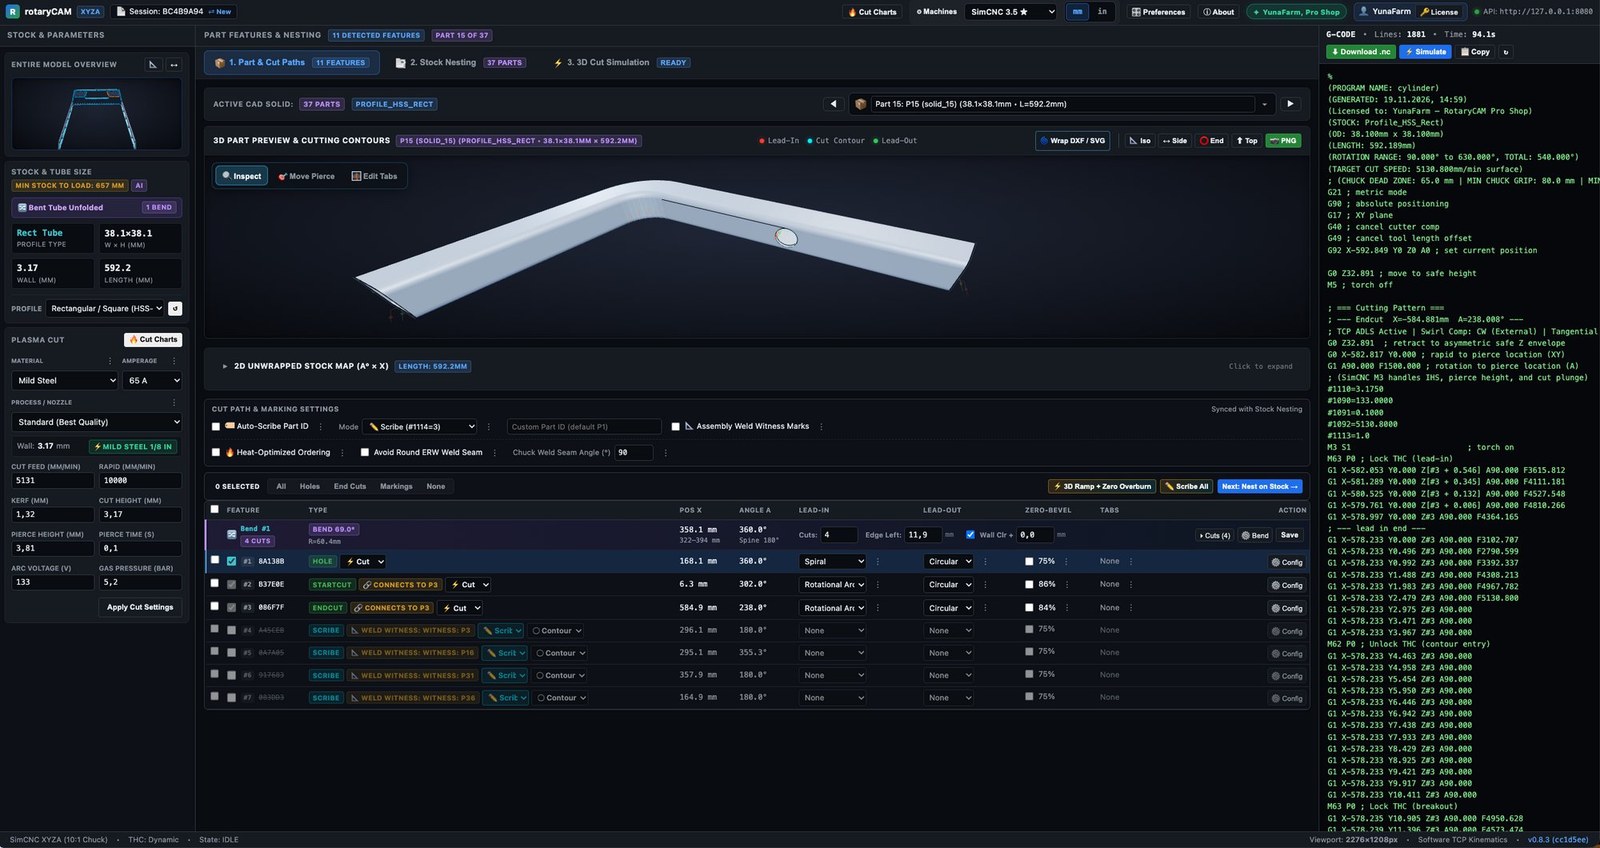 R rotaryCAM XYZA Session: BC4B9A94 New Cut Charts Machines SimCNC 3.5 ★ mm in Preferences About YunaFarm, Pro Shop YunaFarm License API: http://127.0.0.1:8080
STOCK & PARAMETERS
ENTIRE MODEL OVERVIEW
STOCK & TUBE SIZE
MIN STOCK TO LOAD: 657 MM AI
Bent Tube Unfolded 1 BEND
Rect Tube 38.1×38.1
PROFILE TYPE W × H (MM)
3.17 592.2
WALL (MM) LENGTH (MM)
PROFILE Rectangular / Square (HSS-
PLASMA CUT Cut Charts
MATERIAL AMPERAGE
Mild Steel 65 A
PROCESS / NOZZLE
Standard (Best Quality)
Wall: 3.17 mm MILD STEEL 1/8 IN
CUT FEED (MM/MIN) RAPID (MM/MIN)
5131 10000
KERF (MM) CUT HEIGHT (MM)
1,32 3,17
PIERCE HEIGHT (MM) PIERCE TIME (S)
3,81 0,1
ARC VOLTAGE (V) GAS PRESSURE (BAR)
133 5,2
Apply Cut Settings
PART FEATURES & NESTING 11 DETECTED FEATURES PART 15 OF 37
1. Part & Cut Paths 11 FEATURES 2. Stock Nesting 37 PARTS 3. 3D Cut Simulation READY
ACTIVE CAD SOLID: 37 PARTS PROFILE_HSS_RECT Part 15: P15 (solid_15) (38.1×38.1mm • L=592.2mm)
3D PART PREVIEW & CUTTING CONTOURS P15 (SOLID_15) (PROFILE_HSS_RECT • 38.1×38.1MM × 592.2MM) Lead-In Cut Contour Lead-Out Wrap DXF / SVG Iso Side End Top PNG
Inspect Move Pierce Edit Tabs
2D UNWRAPPED STOCK MAP (A° × X) LENGTH: 592.2MM Click to expand
CUT PATH & MARKING SETTINGS Synced with Stock Nesting
Auto-Scribe Part ID Mode Scribe (#1114=3) Custom Part ID (default P1) Assembly Weld Witness Marks
Heat-Optimized Ordering Avoid Round ERW Weld Seam Chuck Weld Seam Angle (°) 90
0 SELECTED All Holes End Cuts Markings None 3D Ramp + Zero Overburn Scribe All Next: Nest on Stock →
FEATURE TYPE POS X ANGLE A LEAD-IN LEAD-OUT ZERO-BEVEL TABS ACTION
Bend #1 4 CUTS BEND 69.0° R=60.4mm 358.1 mm 322–394 mm 360.0° Spine 180° Cuts: 4 Edge Left: 11,9 mm Wall Clr + 0,0 mm Cuts (4) Bend Save
#1 8A138B HOLE Cut 168.1 mm 360.0° Spiral Circular 75% None Config
#2 B37E0E STARTCUT CONNECTS TO P3 Cut 6.3 mm 302.0° Rotational Arc Circular 86% None Config
#3 086F7F ENDCUT CONNECTS TO P3 Cut 584.9 mm 238.0° Rotational Arc Circular 84% None Config
#4 SCRIBE WELD WITNESS: WITNESS: P3 Contour 296.1 mm 180.0° None None 75% None Config
#5 SCRIBE WELD WITNESS: WITNESS: P16 Contour 295.1 mm 355.3° None None 75% None Config
#6 SCRIBE WELD WITNESS: WITNESS: P31 Contour 357.9 mm 180.0° None None 75% None Config
#7 SCRIBE WELD WITNESS: WITNESS: P36 Contour 164.9 mm 180.0° None None 75% None Config
G-CODE • Lines: 1881 • Time: 94.1s
Download .nc Simulate Copy
%
(PROGRAM NAME: cylinder)
(GENERATED: 19.11.2026, 14:59)
(Licensed to: YunaFarm – RotaryCAM Pro Shop)
(STOCK: Profile_HSS_Rect)
(OD: 38.100mm x 38.100mm)
(LENGTH: 592.189mm)
(ROTATION RANGE: 90.000° to 630.000°, TOTAL: 540.000°)
(TARGET CUT SPEED: 5130.800mm/min)
; (CHUCK DEAD ZONE: 65.0 mm | MIN CHUCK GRIP: 80.0 mm | MIN
G21 ; metric mode
G90 ; absolute positioning
G17 ; XY plane
G40 ; cancel cutter comp
G49 ; cancel tool length offset
G92 X-592.849 Y0 Z0 A0 ; set current position
G0 Z32.891 ; move to safe height
M5 ; torch off
; === Cutting Pattern ===
; --- Endcut X=-584.881mm A=238.008° ---
; TCP ADLS Active | Swirl Comp: CW (External) | Tangential
G0 Z32.891 ; retract to asymmetric safe Z envelope
G0 X-582.817 Y0.000 ; rapid to pierce location (XY)
G1 A90.000 F1500.000 ; rotation to pierce location (A)
; (SimCNC M3 handles IHS, pierce height, and cut plunge)
#1110=3.1750
#1090=133.0000
#1091=0.1000
#1092=5130.8000
#1113=1.0
M3 S1 ; torch on
M63 P0 ; Lock THC (lead-in)
G1 X-582.053 Y0.000 Z[#3 + 0.546] A90.000 F3615.812
G1 X-581.289 Y0.000 Z[#3 + 0.345] A90.000 F4111.181
G1 X-580.525 Y0.000 Z[#3 + 0.132] A90.000 F4527.548
G1 X-579.761 Y0.000 Z[#3 + 0.006] A90.000 F4810.266
G1 X-578.997 Y0.000 Z#3 A90.000 F4364.165
; --- lead in end ---
G1 X-578.233 Y0.000 Z#3 A90.000 F3102.707
G1 X-578.233 Y0.496 Z#3 A90.000 F2790.599
G1 X-578.233 Y0.992 Z#3 A90.000 F3392.337
G1 X-578.233 Y1.488 Z#3 A90.000 F4308.213
G1 X-578.233 Y1.983 Z#3 A90.000 F4967.782
G1 X-578.233 Y2.479 Z#3 A90.000 F5130.800
G1 X-578.233 Y2.975 Z#3 A90.000
G1 X-578.233 Y3.471 Z#3 A90.000
G1 X-578.233 Y3.967 Z#3 A90.000
M62 P0 ; Unlock THC (contour entry)
G1 X-578.233 Y4.463 Z#3 A90.000
G1 X-578.233 Y4.958 Z#3 A90.000
G1 X-578.233 Y5.454 Z#3 A90.000
G1 X-578.233 Y5.950 Z#3 A90.000
G1 X-578.233 Y6.446 Z#3 A90.000
G1 X-578.233 Y6.942 Z#3 A90.000
G1 X-578.233 Y7.438 Z#3 A90.000
G1 X-578.233 Y7.933 Z#3 A90.000
G1 X-578.233 Y8.429 Z#3 A90.000
G1 X-578.233 Y8.925 Z#3 A90.000
G1 X-578.233 Y9.421 Z#3 A90.000
G1 X-578.233 Y9.917 Z#3 A90.000
G1 X-578.233 Y10.411 Z#3 A90.000
M63 P0 ; Lock THC (breakout)
G1 X-578.235 Y10.905 Z#3 A90.000 F4950.628
G1 X-578.239 Y11.396 Z#3 A90.000 F4573.474
SimCNC XYZA (10:1 Chuck) • THC: Dynamic • State: IDLE Viewport: 2276×1208px • Software TCP Kinematics • v0.8.3 (cc1d5ee)